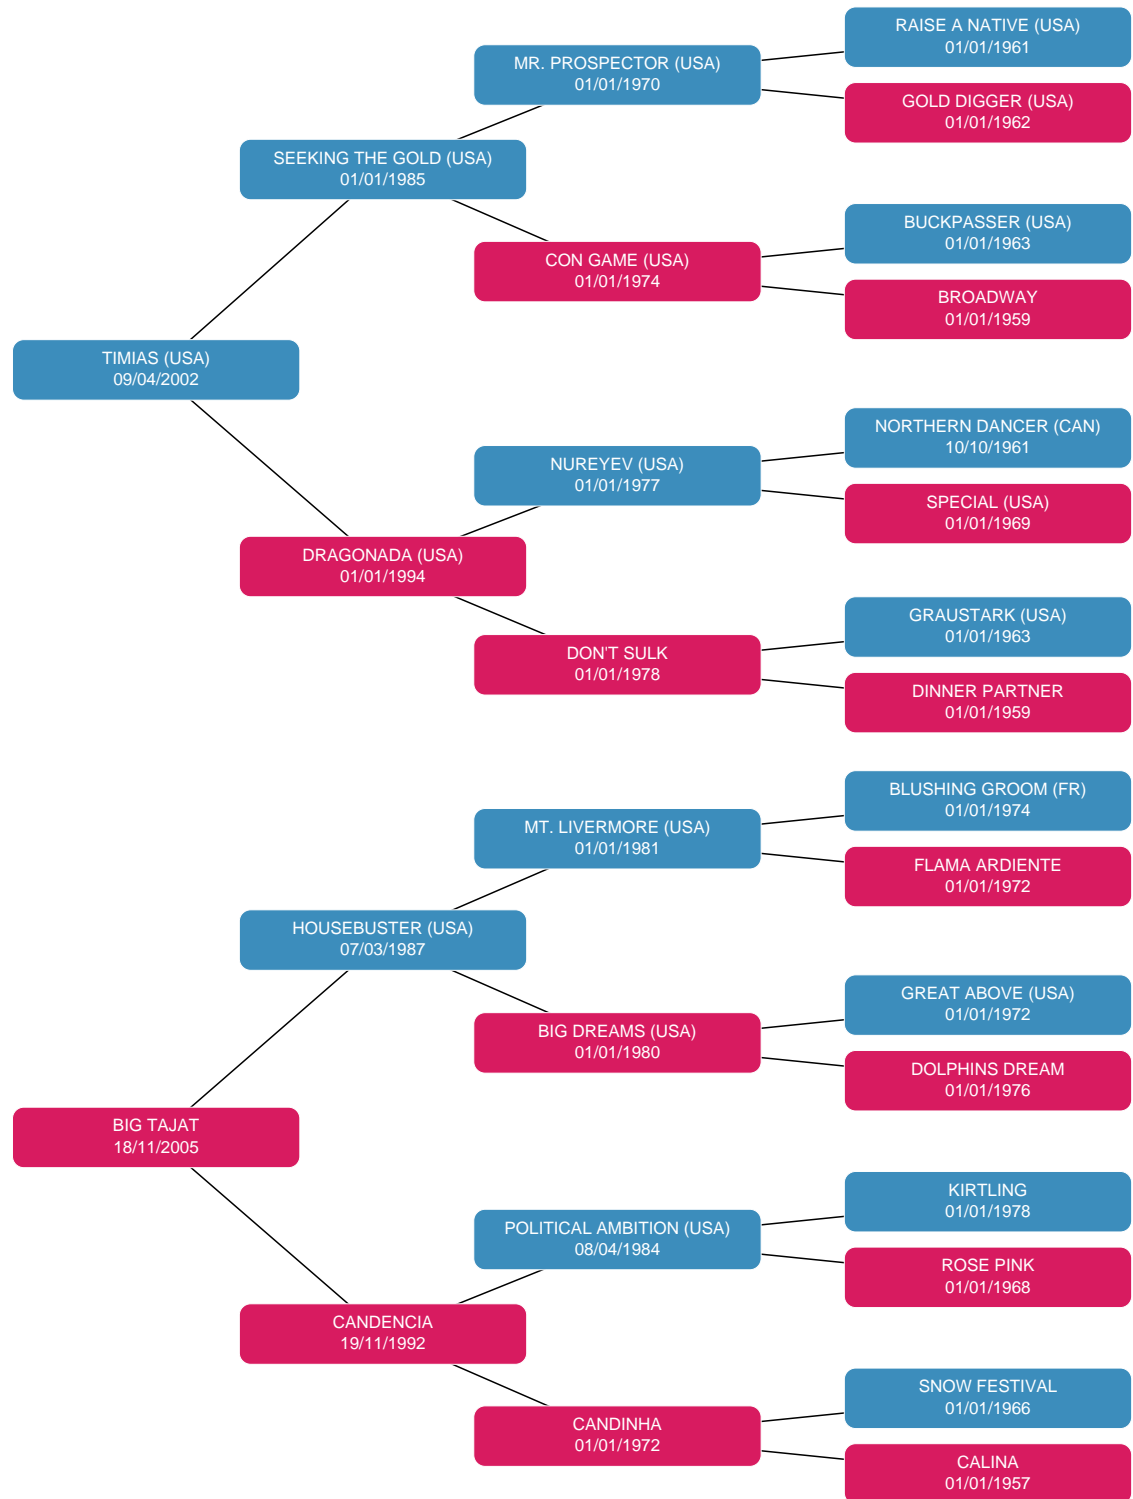 RAISE A NATIVE (USA)
01/01/1961
MR. PROSPECTOR (USA)
01/01/1970
GOLD DIGGER (USA)
01/01/1962
SEEKING THE GOLD (USA)
01/01/1985
BUCKPASSER (USA)
01/01/1963
CON GAME (USA)
01/01/1974
BROADWAY
01/01/1959
TIMIAS (USA)
09/04/2002
NORTHERN DANCER (CAN)
10/10/1961
NUREYEV (USA)
01/01/1977
SPECIAL (USA)
01/01/1969
DRAGONADA (USA)
01/01/1994
GRAUSTARK (USA)
01/01/1963
DON'T SULK
01/01/1978
DINNER PARTNER
01/01/1959
BLUSHING GROOM (FR)
01/01/1974
MT. LIVERMORE (USA)
01/01/1981
FLAMA ARDIENTE
01/01/1972
HOUSEBUSTER (USA)
07/03/1987
GREAT ABOVE (USA)
01/01/1972
BIG DREAMS (USA)
01/01/1980
DOLPHINS DREAM
01/01/1976
BIG TAJAT
18/11/2005
KIRTLING
01/01/1978
POLITICAL AMBITION (USA)
08/04/1984
ROSE PINK
01/01/1968
CANDENCIA
19/11/1992
SNOW FESTIVAL
01/01/1966
CANDINHA
01/01/1972
CALINA
01/01/1957